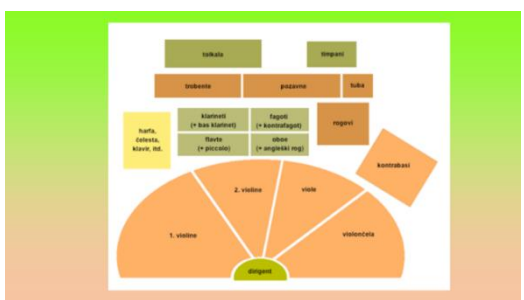 tolkala
timpani
trobente
pozavne
tuba
klarineti
(+ bas klarinet)
fagoti
(+ kontrafagot)
rogovi
harfa,
čelesta,
klavir, itd.
flavte
(+ piccolo)
oboe
(+ angleški rog)
kontrabasi
2. violine
viole
1. violine
violončela
dirigent